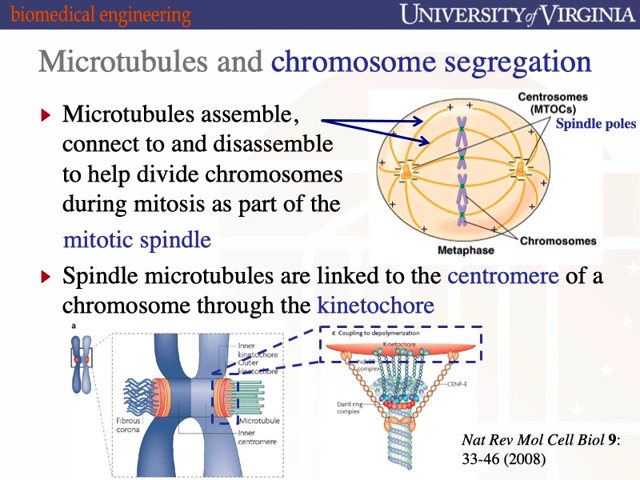 biomedical engineering
UNIVERSITY of VIRGINIA
Microtubules and chromosome segregation
Microtubules assemble,
connect to and disassemble
to help divide chromosomes
during mitosis as part of the
mitotic spindle
Centrosomes
(MTOCs)
Spindle poles
Chromosomes
Metaphase
Spindle microtubules are linked to the centromere of a
chromosome through the kinetochore
a
Inner
kinetochore
Outer
kinetochore
Fibrous
corona
Microtubule
Inner
centromere
c Coupling to depolymerization
Kinetochore
complex
CENP-E
Dam1 ring
complex
Nat Rev Mol Cell Biol 9:
33-46 (2008)